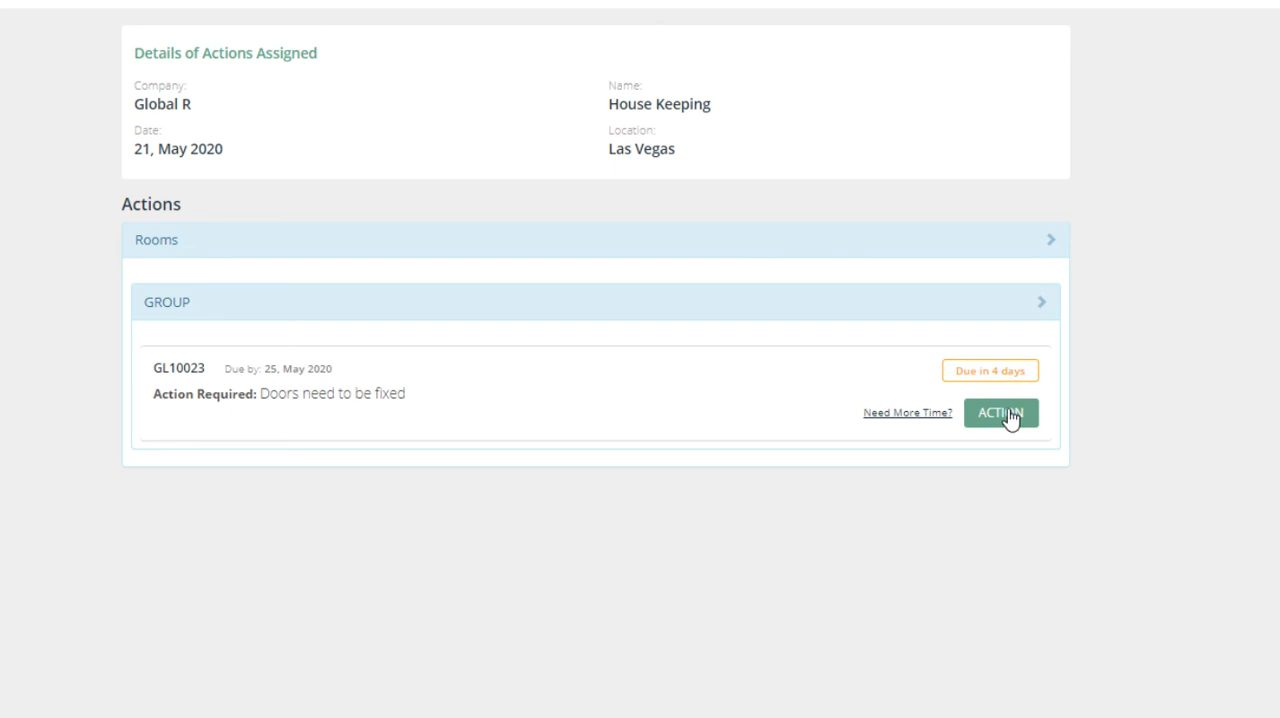 Details of Actions Assigned
Company:
Global R
Name:
House Keeping
Date:
21, May 2020
Location:
Las Vegas
Actions
Rooms
GROUP
GL10023 Due by: 25, May 2020
Due in 4 days
Action Required: Doors need to be fixed
Need More Time?
ACTION